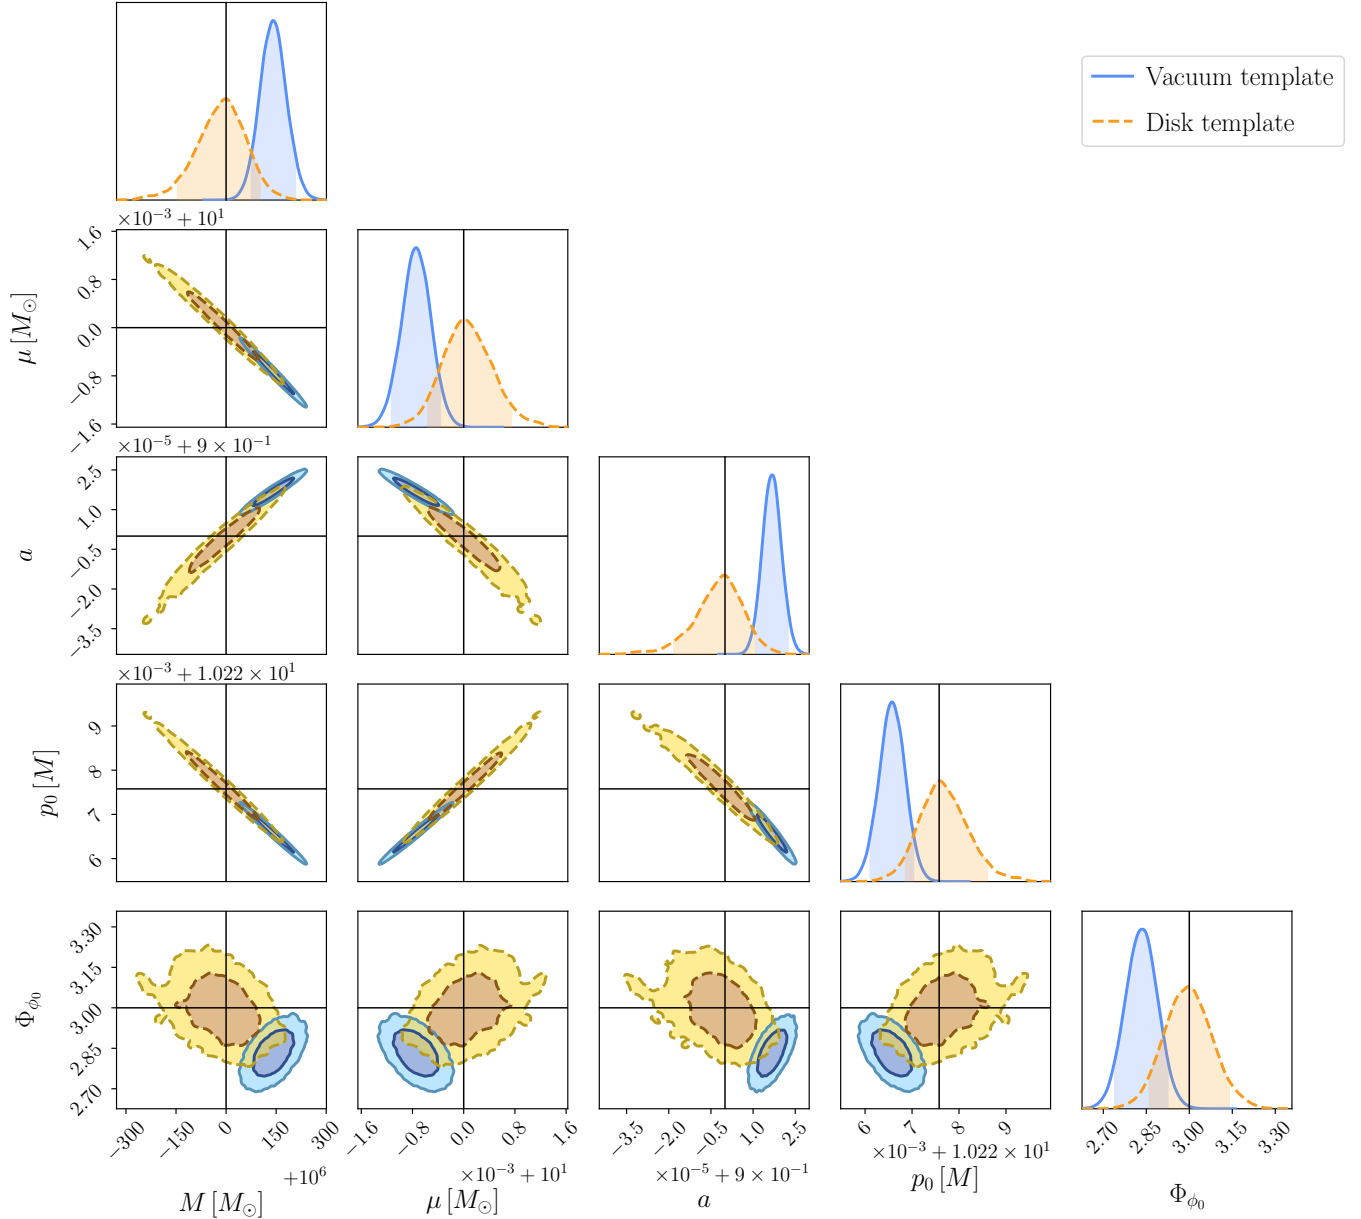 Vacuum template
Disk template
×10⁻³ + 10¹
μ [M⊙]
1.6
0.8
0.0
−0.8
−1.6
×10⁻⁵ + 9 × 10⁻¹
a
2.5
1.0
−0.5
−2.0
−3.5
×10⁻³ + 1.022 × 10¹
p₀ [M]
9
8
7
6
Φ_ϕ₀
3.30
3.15
3.00
2.85
2.70
−300 −150 0 150 300
−1.6 −0.8 0.0 0.8 1.6
−3.5 −2.0 −0.5 1.0 2.5
6 7 8 9
2.70 2.85 3.00 3.15 3.30
+10⁶
×10⁻³ + 10¹
×10⁻⁵ + 9 × 10⁻¹
×10⁻³ + 1.022 × 10¹
M [M⊙]
μ [M⊙]
a
p₀ [M]
Φ_ϕ₀